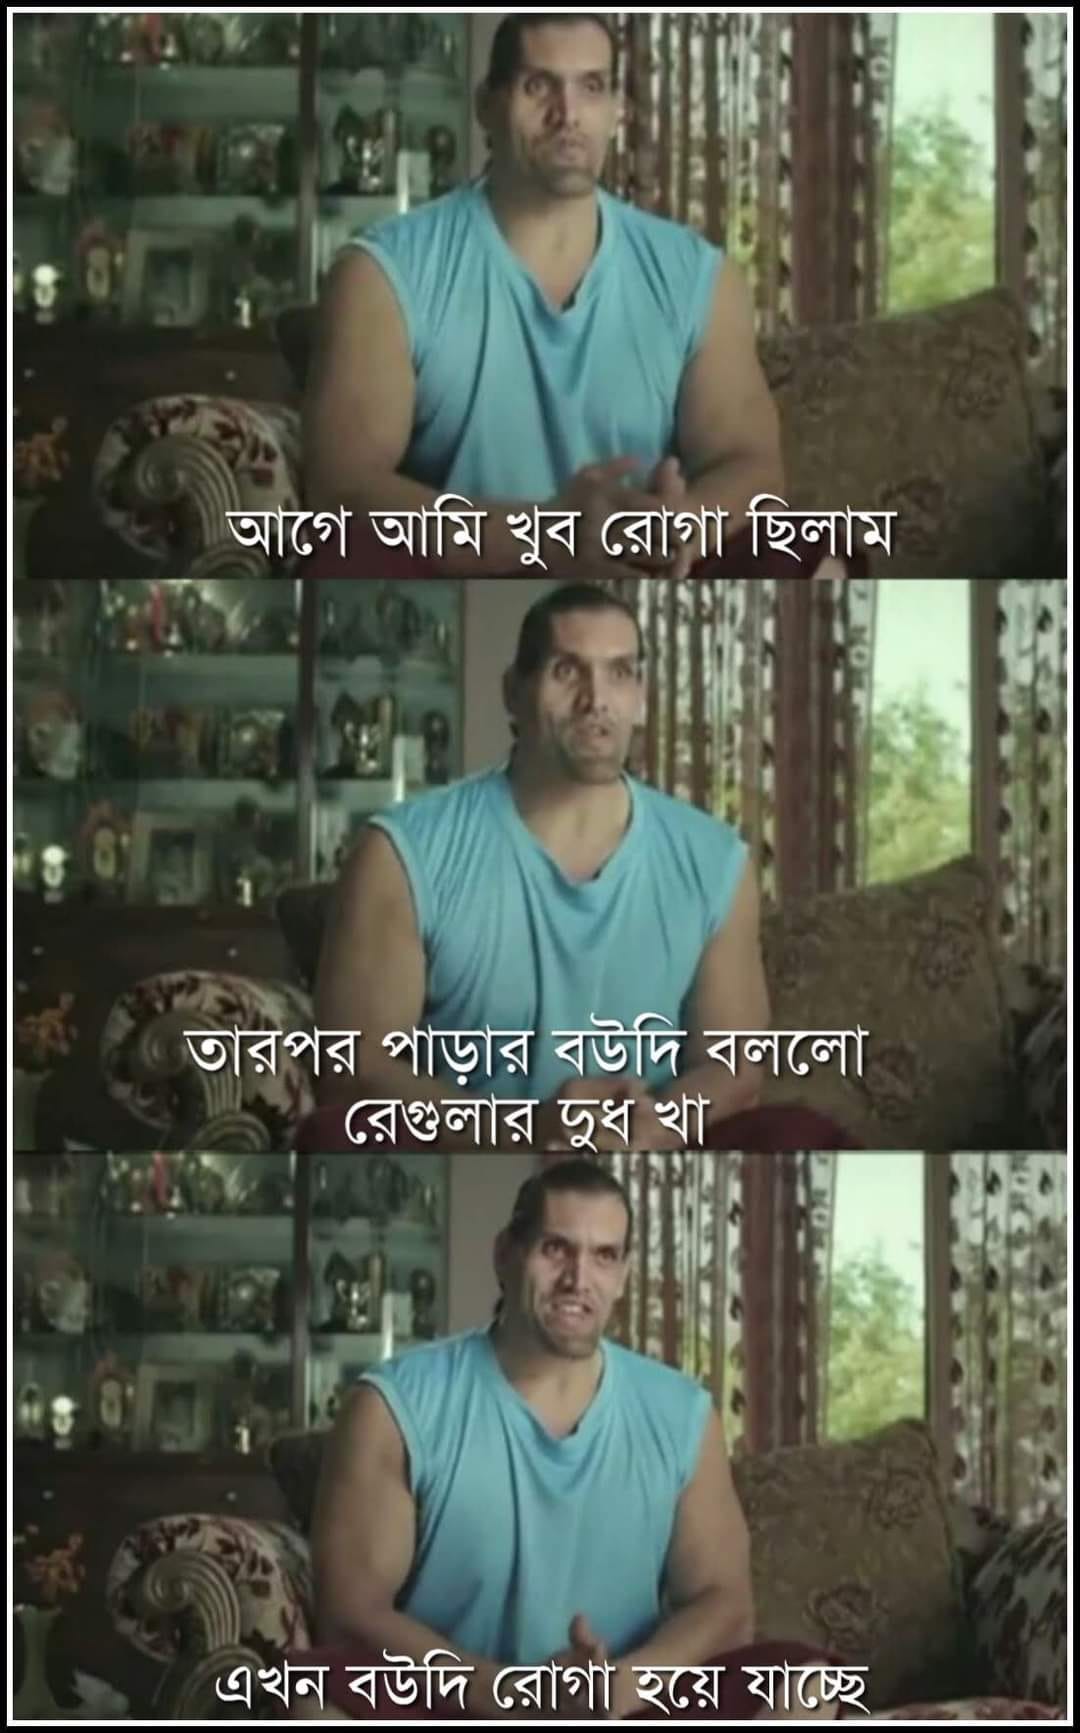 আগে আমি খুব রোগা ছিলাম
তারপর পাড়ার বউদি বললো
রেগুলার দুধ খা
এখন বউদি রোগা হয়ে যাচ্ছে